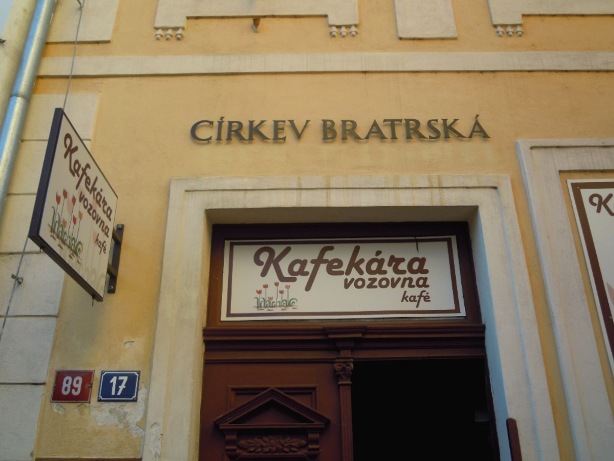 CÍRKEV BRATRSKÁ
Kafekára
vozovna
kafé
Kafekára
vozovna
kafé
89
17
K